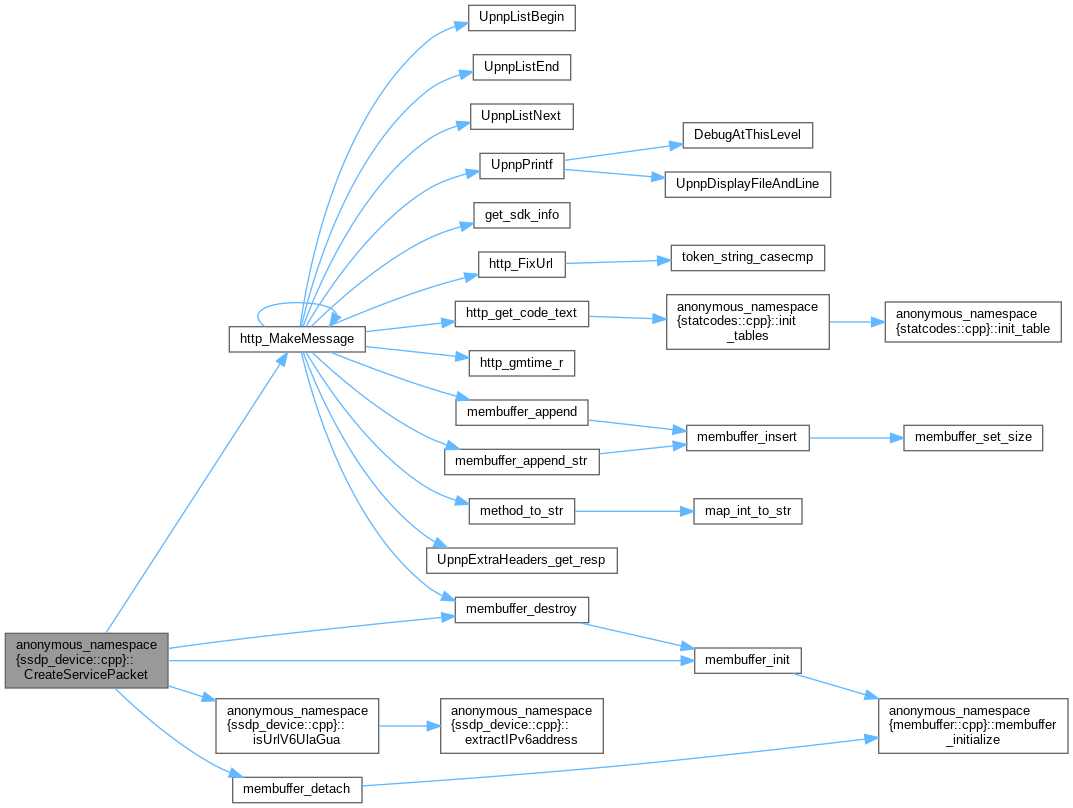 UpnpListBegin
UpnpListEnd
UpnpListNext
DebugAtThisLevel
UpnpPrintf
UpnpDisplayFileAndLine
get_sdk_info
token_string_casecmp
http_FixUrl
anonymous_namespace
{statcodes::cpp}::init
_tables
anonymous_namespace
{statcodes::cpp}::init_table
http_get_code_text
http_MakeMessage
http_gmtime_r
membuffer_append
membuffer_insert
membuffer_set_size
membuffer_append_str
method_to_str
map_int_to_str
UpnpExtraHeaders_get_resp
membuffer_destroy
anonymous_namespace
{ssdp_device::cpp}::
CreateServicePacket
membuffer_init
anonymous_namespace
{ssdp_device::cpp}::
isUrlV6UlaGua
anonymous_namespace
{ssdp_device::cpp}::
extractIPv6address
anonymous_namespace
{membuffer::cpp}::membuffer
_initialize
membuffer_detach